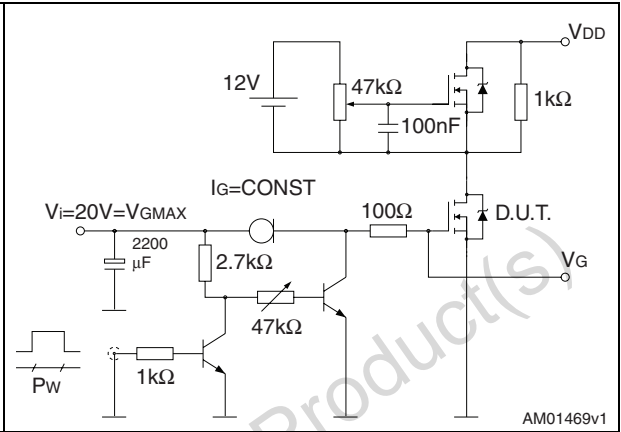 VDD
12V
47kΩ
1kΩ
100nF
IG=CONST
Vi=20V=VGMAX
100Ω
D.U.T.
2200
μF
2.7kΩ
VG
47kΩ
1kΩ
PW
Product(s)
AM01469v1